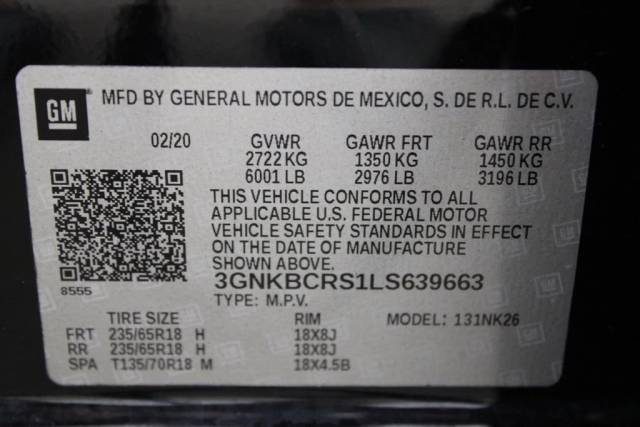 GM MFD BY GENERAL MOTORS DE MEXICO, S. DE R.L. DE C.V.
02/20 GVWR GAWR FRT GAWR RR
2722 KG 1350 KG 1450 KG
6001 LB 2976 LB 3196 LB
THIS VEHICLE CONFORMS TO ALL
APPLICABLE U.S. FEDERAL MOTOR
VEHICLE SAFETY STANDARDS IN EFFECT
ON THE DATE OF MANUFACTURE
SHOWN ABOVE.
3GNKBCRS1LS639663
8555 TYPE: M.P.V.
TIRE SIZE RIM MODEL: 131NK26
FRT 235/65R18 H 18X8J
RR 235/65R18 H 18X8J
SPA T135/70R18 M 18X4.5B